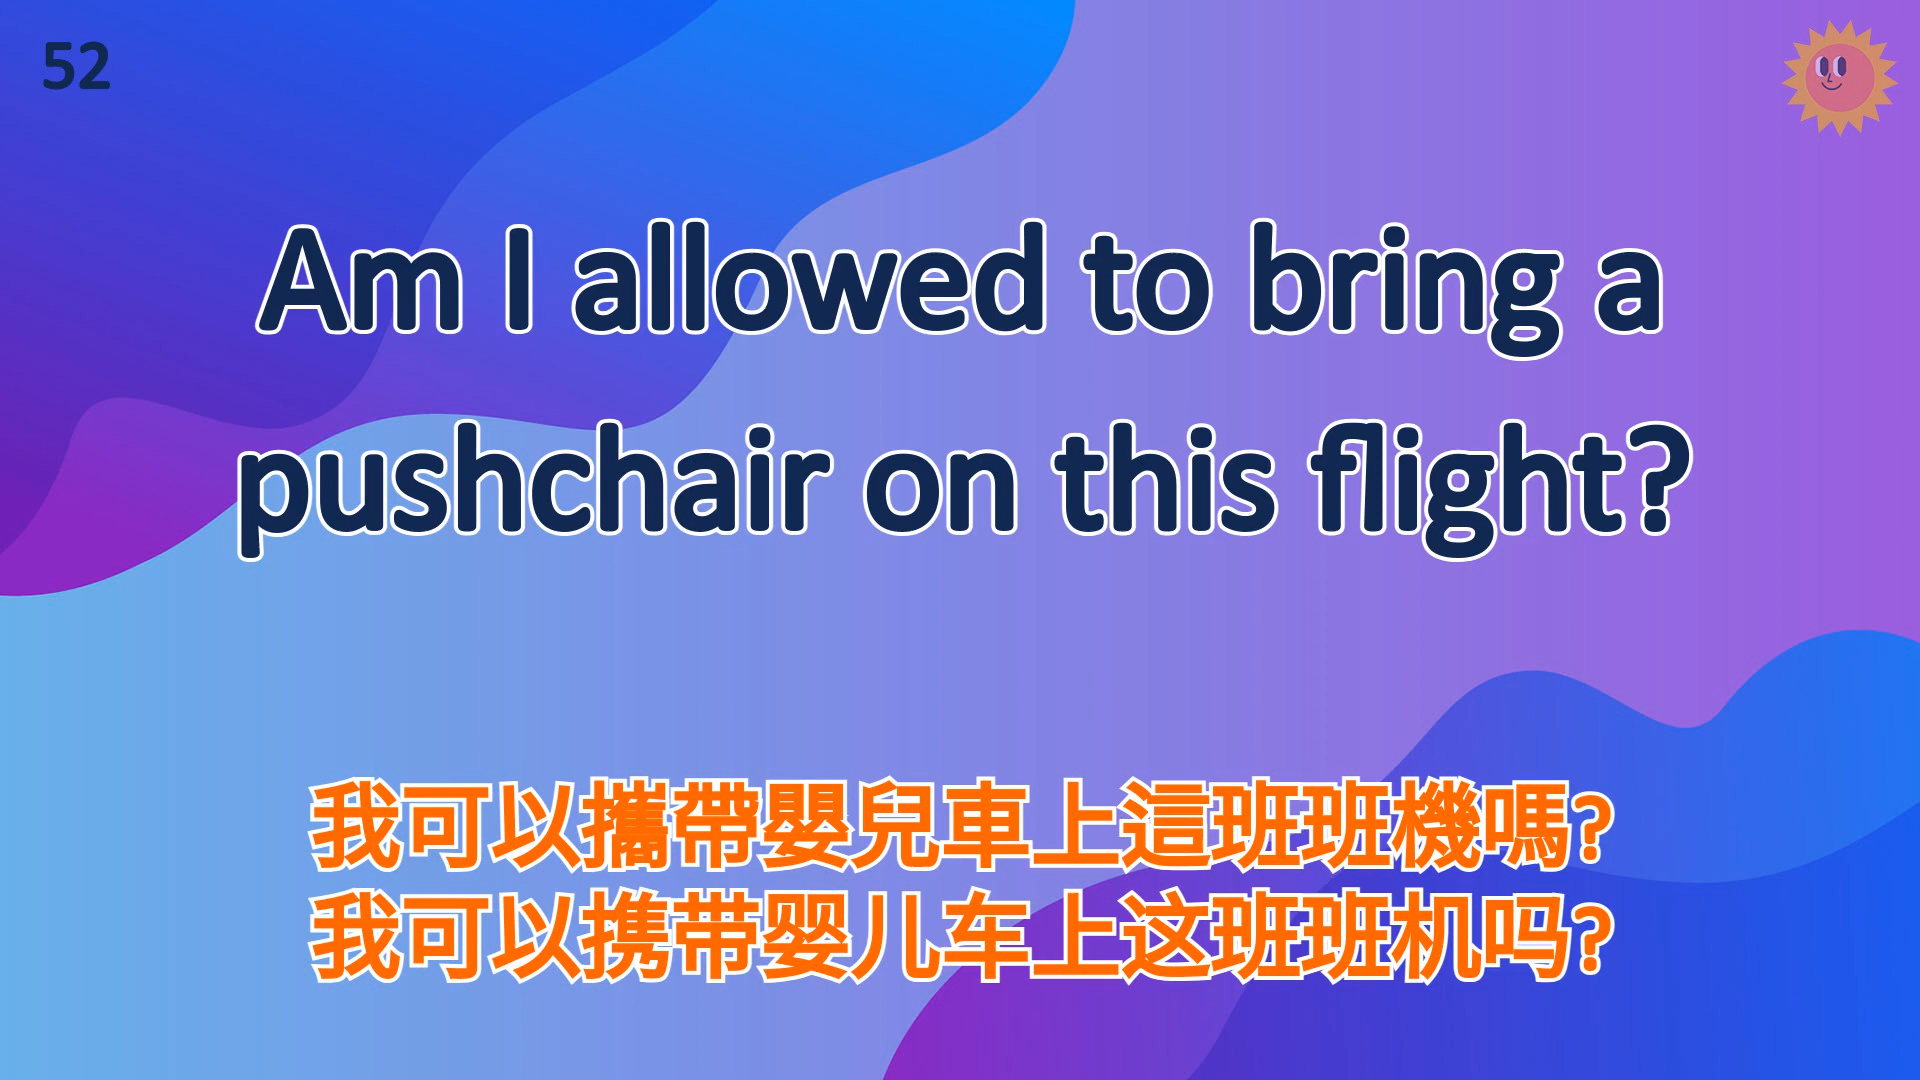 52
Am I allowed to bring a
pushchair on this flight?
我可以攜帶嬰兒車上這班班機嗎?
我可以携带婴儿车上这班班机吗?